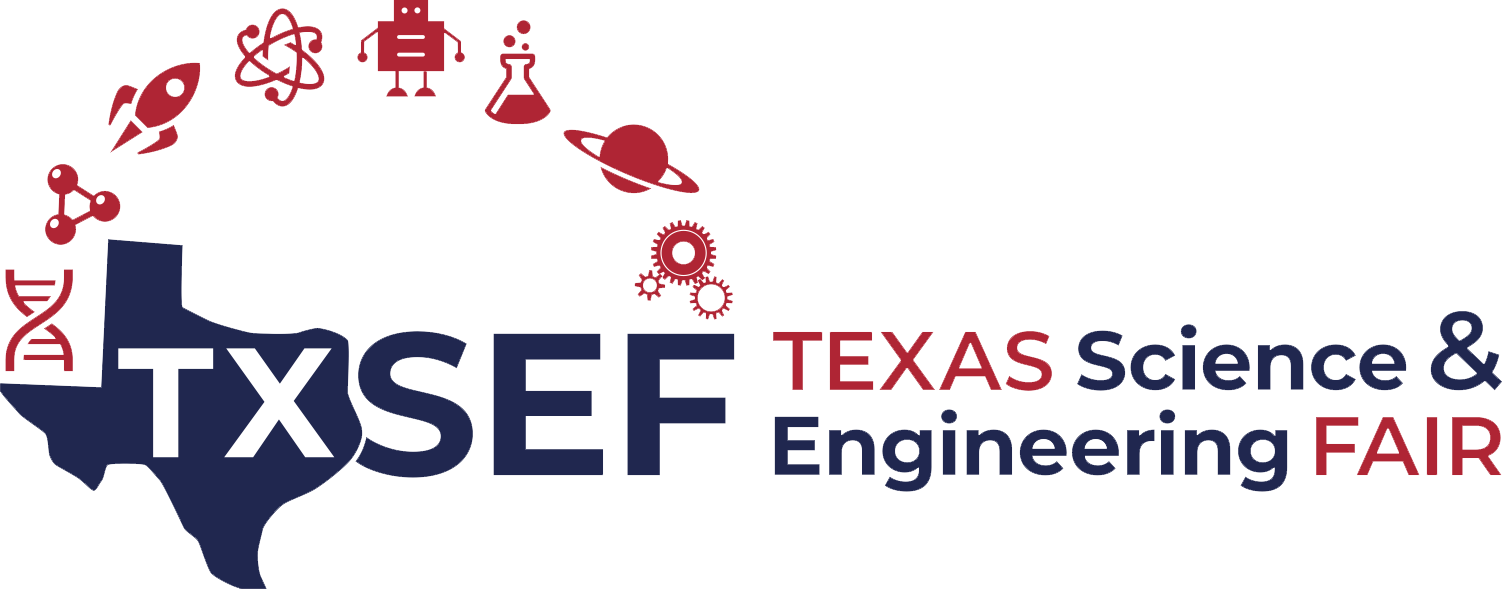 TXSEF
TEXAS Science &
Engineering FAIR